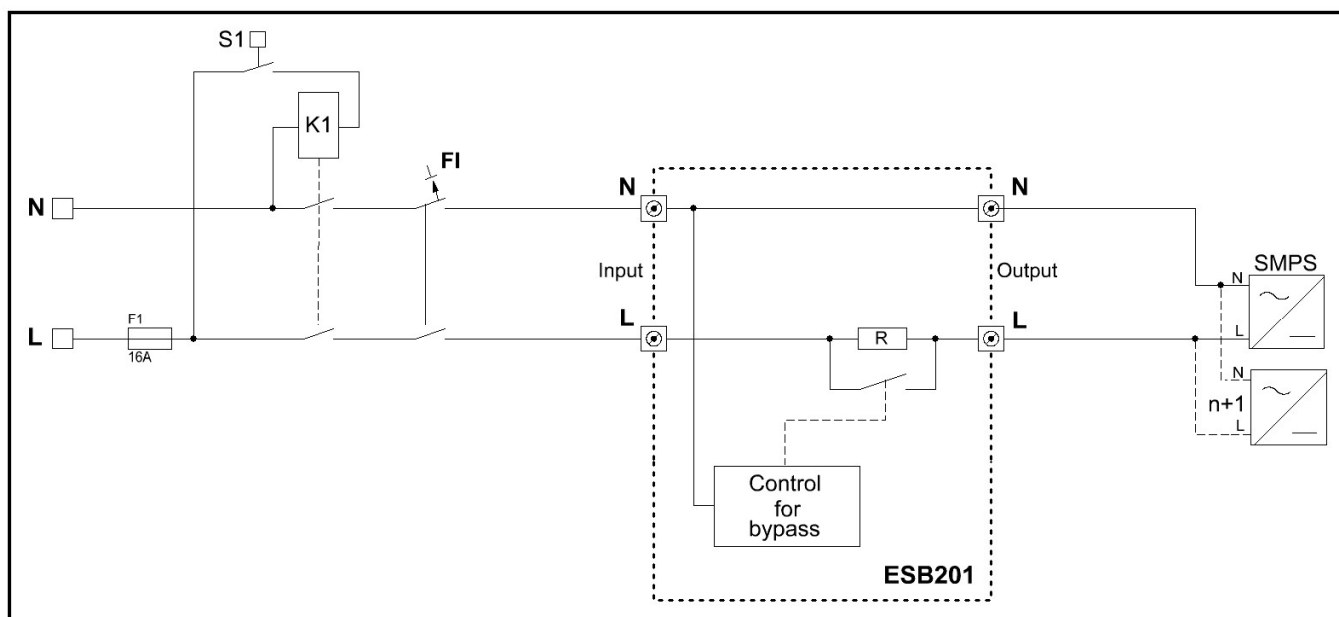 S1
K1
FI
N
N
N
Input
Output
SMPS
N
L
F1
16A
L
L
R
L
N
n+1
L
Control
for
bypass
ESB201